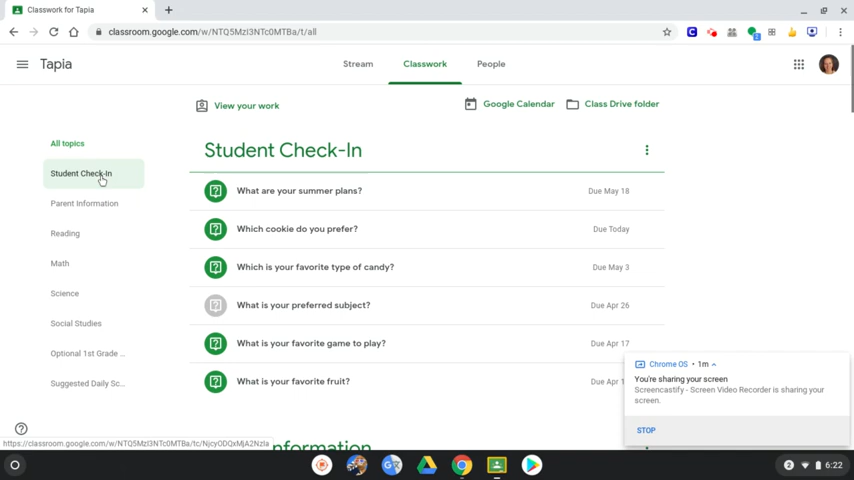 Classwork for Tapia
classroom.google.com/w/NTQ5MzI3NTc0MTBa/t/all
Tapia
Stream
Classwork
People
View your work
Google Calendar
Class Drive folder
All topics
Student Check-In
Parent Information
Reading
Math
Science
Social Studies
Optional 1st Grade ...
Suggested Daily Sc...
Student Check-In
What are your summer plans?
Due May 18
Which cookie do you prefer?
Due Today
Which is your favorite type of candy?
Due May 3
What is your preferred subject?
Due Apr 26
What is your favorite game to play?
Due Apr 17
What is your favorite fruit?
Due Apr
Information
Chrome OS • 1m
You're sharing your screen
Screencastify - Screen Video Recorder is sharing your
screen.
STOP
https://classroom.google.com/w/NTQ5MzI3NTc0MTBa/tc/NjcyODQxMjA2NzIa
2
6:22